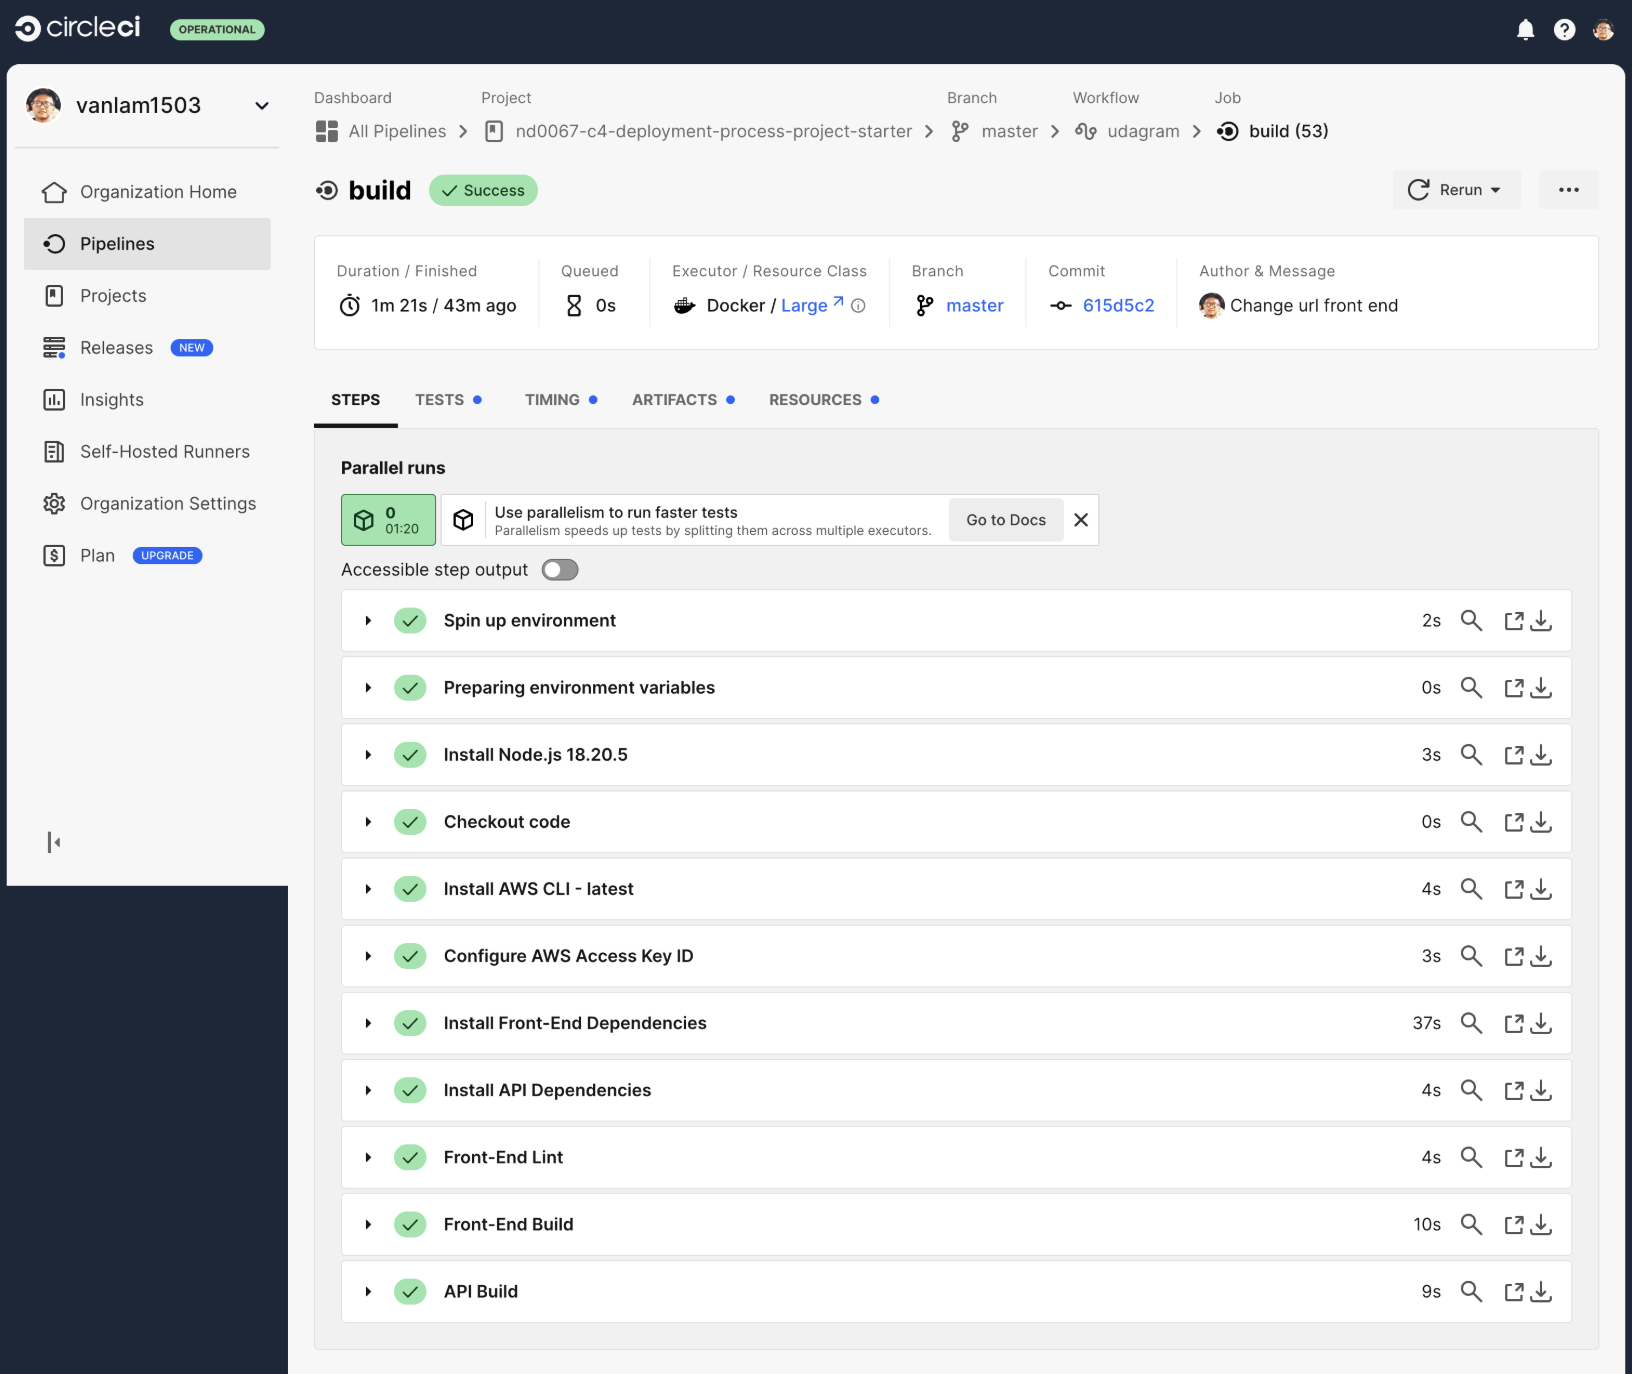 circleci
OPERATIONAL
vanlam1503
Organization Home
Pipelines
Projects
Releases NEW
Insights
Self-Hosted Runners
Organization Settings
Plan UPGRADE
Dashboard Project Branch Workflow Job
All Pipelines nd0067-c4-deployment-process-project-starter master udagram build (53)
build Success
Rerun
Duration / Finished Queued Executor / Resource Class Branch Commit Author & Message
1m 21s / 43m ago 0s Docker / Large master 615d5c2 Change url front end
STEPS TESTS TIMING ARTIFACTS RESOURCES
Parallel runs
0
01:20
Use parallelism to run faster tests
Parallelism speeds up tests by splitting them across multiple executors.
Go to Docs
Accessible step output
Spin up environment 2s
Preparing environment variables 0s
Install Node.js 18.20.5 3s
Checkout code 0s
Install AWS CLI - latest 4s
Configure AWS Access Key ID 3s
Install Front-End Dependencies 37s
Install API Dependencies 4s
Front-End Lint 4s
Front-End Build 10s
API Build 9s